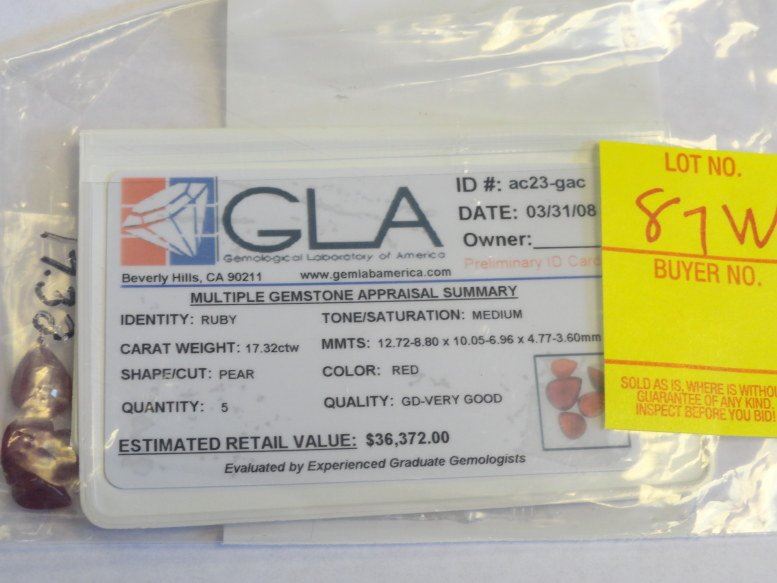 GLA
Gemological Laboratory of America
Beverly Hills, CA 90211 www.gemlabamerica.com
ID #: ac23-gac
DATE: 03/31/08
Owner:
Preliminary ID Card
MULTIPLE GEMSTONE APPRAISAL SUMMARY
IDENTITY: RUBY TONE/SATURATION: MEDIUM
CARAT WEIGHT: 17.32ctw MMTS: 12.72-8.80 x 10.05-6.96 x 4.77-3.60mm
SHAPE/CUT: PEAR COLOR: RED
QUANTITY: 5 QUALITY: GD-VERY GOOD
ESTIMATED RETAIL VALUE: $36,372.00
Evaluated by Experienced Graduate Gemologists
LOT NO.
87W
BUYER NO.
SOLD AS IS, WHERE IS WITHOU
GUARANTEE OF ANY KIND.
INSPECT BEFORE YOU BID!